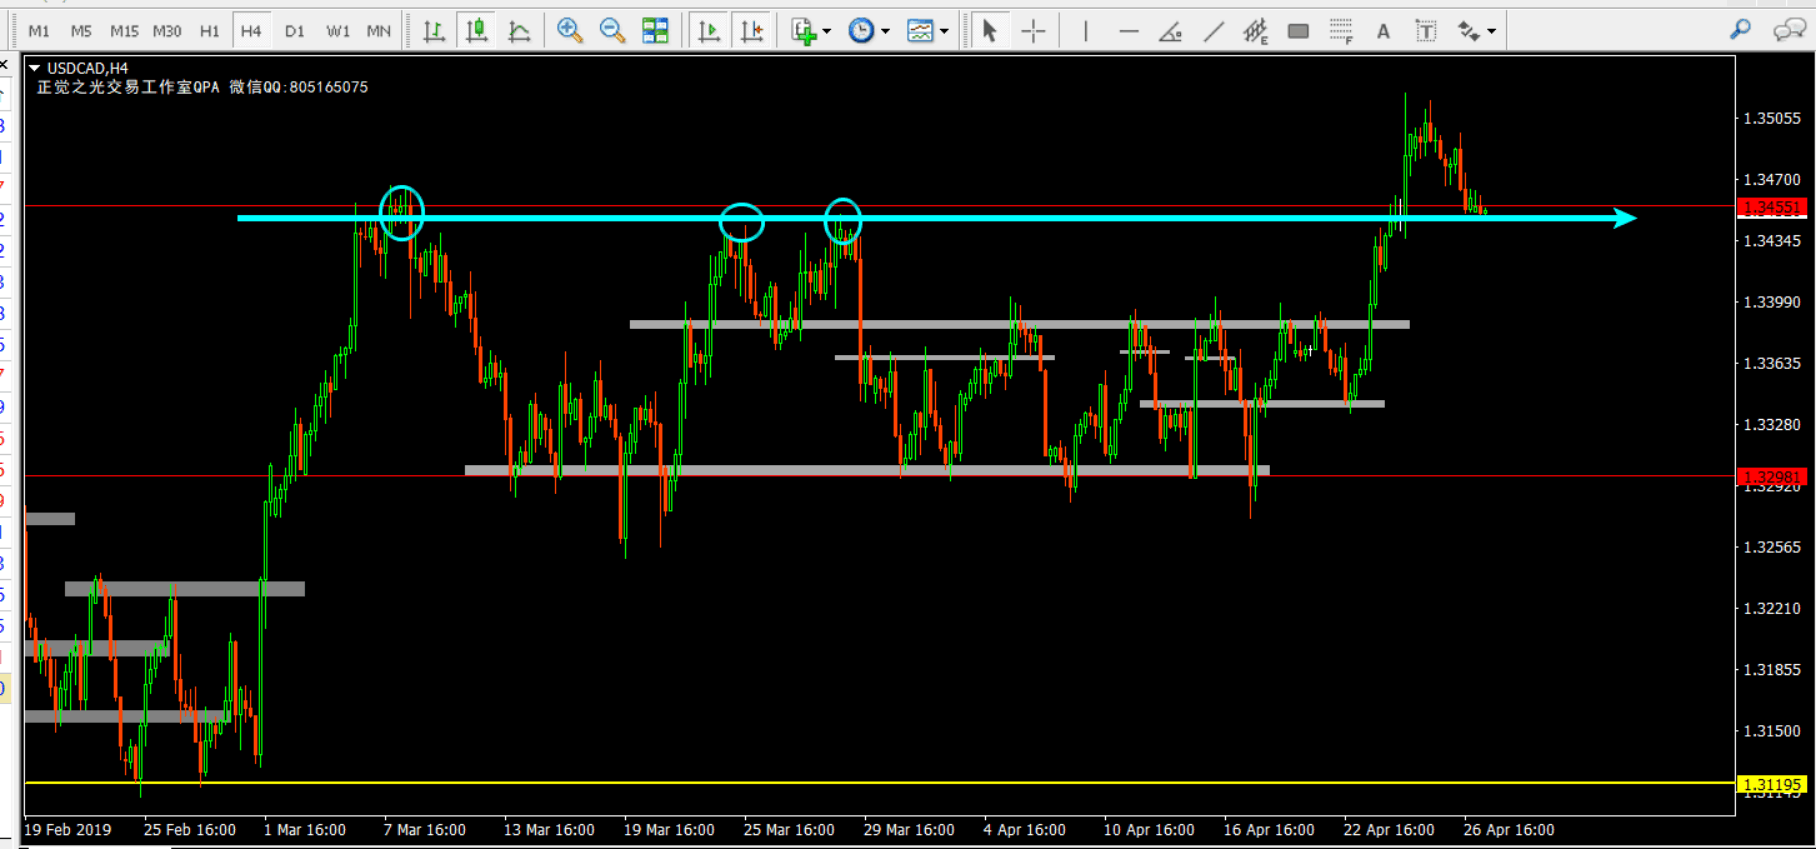 M1 M5 M15 M30 H1 H4 D1 W1 MN
E F A T
USDCAD,H4
正觉之光交易工作室QPA 微信QQ:805165075
1.35055
1.34700
1.34551
1.34345
1.33990
1.33635
1.33280
1.32981
1.32920
1.32565
1.32210
1.31855
1.31500
1.31195
19 Feb 2019 25 Feb 16:00 1 Mar 16:00 7 Mar 16:00 13 Mar 16:00 19 Mar 16:00 25 Mar 16:00 29 Mar 16:00 4 Apr 16:00 10 Apr 16:00 16 Apr 16:00 22 Apr 16:00 26 Apr 16:00